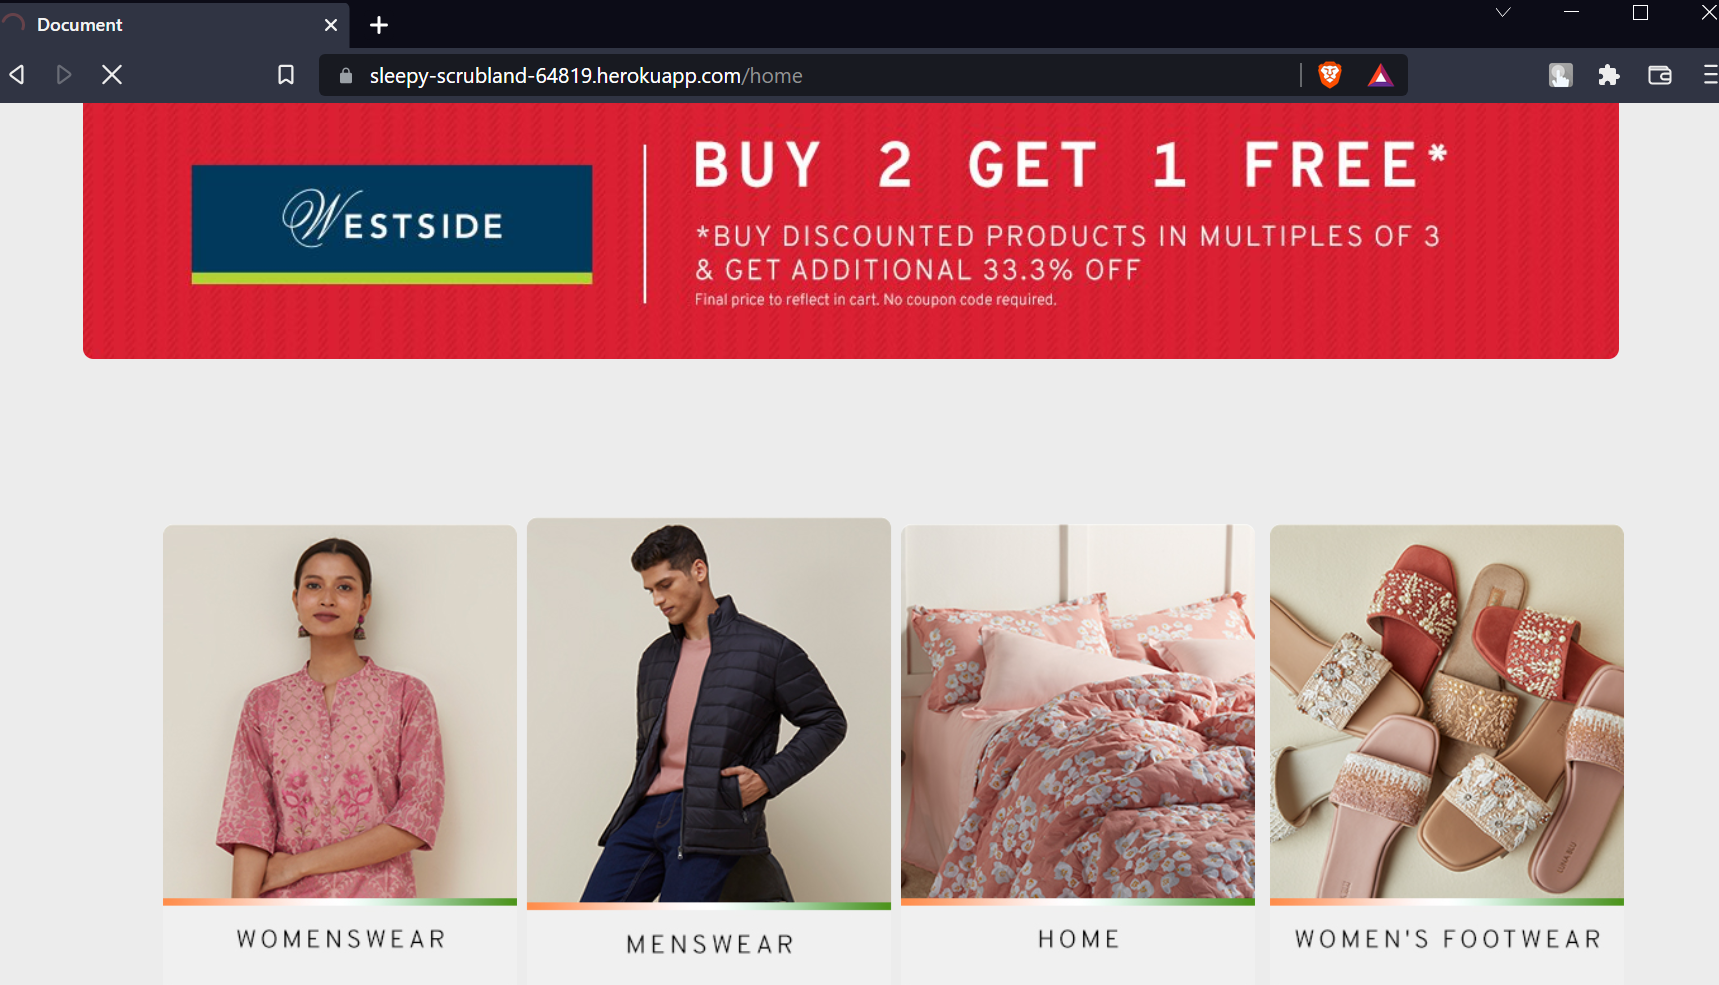 Document
sleepy-scrubland-64819.herokuapp.com/home
WESTSIDE
BUY 2 GET 1 FREE*
*BUY DISCOUNTED PRODUCTS IN MULTIPLES OF 3
& GET ADDITIONAL 33.3% OFF
Final price to reflect in cart. No coupon code required.
LUNA BLU
WOMENSWEAR
MENSWEAR
HOME
WOMEN'S FOOTWEAR